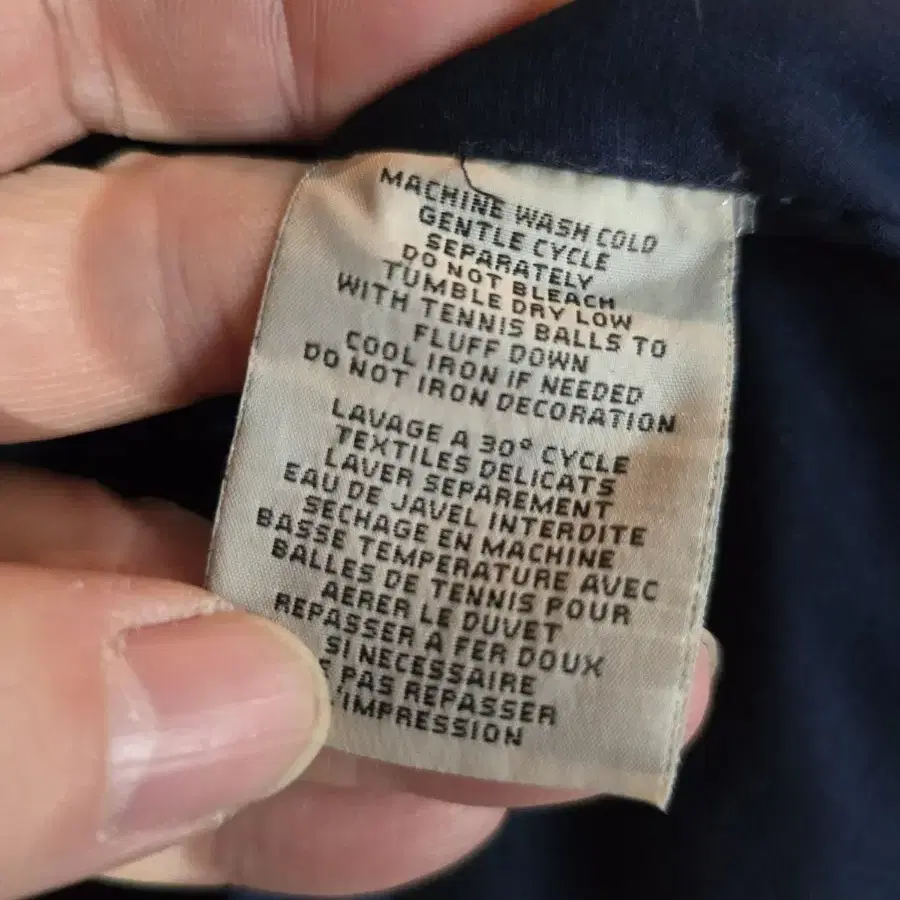 MACHINE WASH COLD
GENTLE CYCLE
SEPARATELY
DO NOT BLEACH
TUMBLE DRY LOW
WITH TENNIS BALLS TO
FLUFF DOWN
COOL IRON IF NEEDED
DO NOT IRON DECORATION
LAVAGE A 30° CYCLE
TEXTILES DELICATS
LAVER SEPAREMENT
EAU DE JAVEL INTERDITE
SECHAGE EN MACHINE
BASSE TEMPERATURE AVEC
BALLES DE TENNIS POUR
AERER LE DUVET
REPASSER A FER DOUX
SI NECESSAIRE
PAS REPASSER
'IMPRESSION